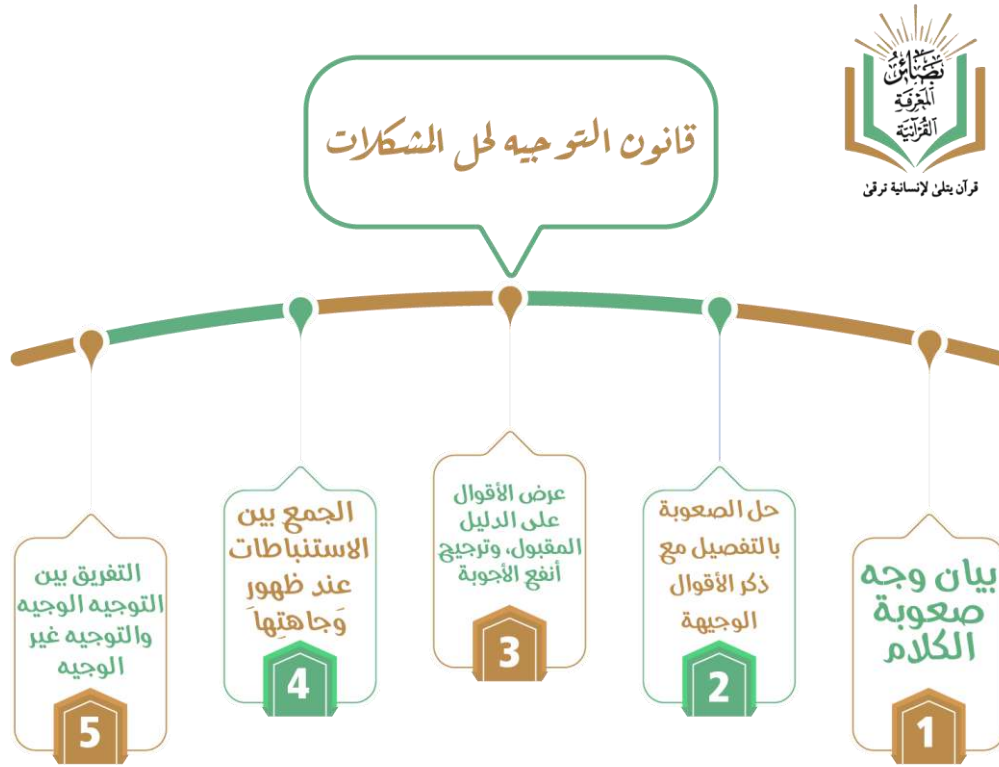 بَصَائِرُ
المَعْرِفَةِ
القُرْآنِيَّةِ
قرآن يتلى لإنسانية ترقى
قانون التوجيه لحل المشكلات
بيان وجه
صعوبة
الكلام
1
حل الصعوبة
بالتفصيل مع
ذكر الأقوال
الوجيهة
2
عرض الأقوال
على الدليل
المقبول، وترجيح
أنفع الأجوبة
3
الجمع بين
الاستنباطات
عند ظهور
وَجاهتِهاَ
4
التفريق بين
التوجيه الوجيه
والتوجيه غير
الوجيه
5